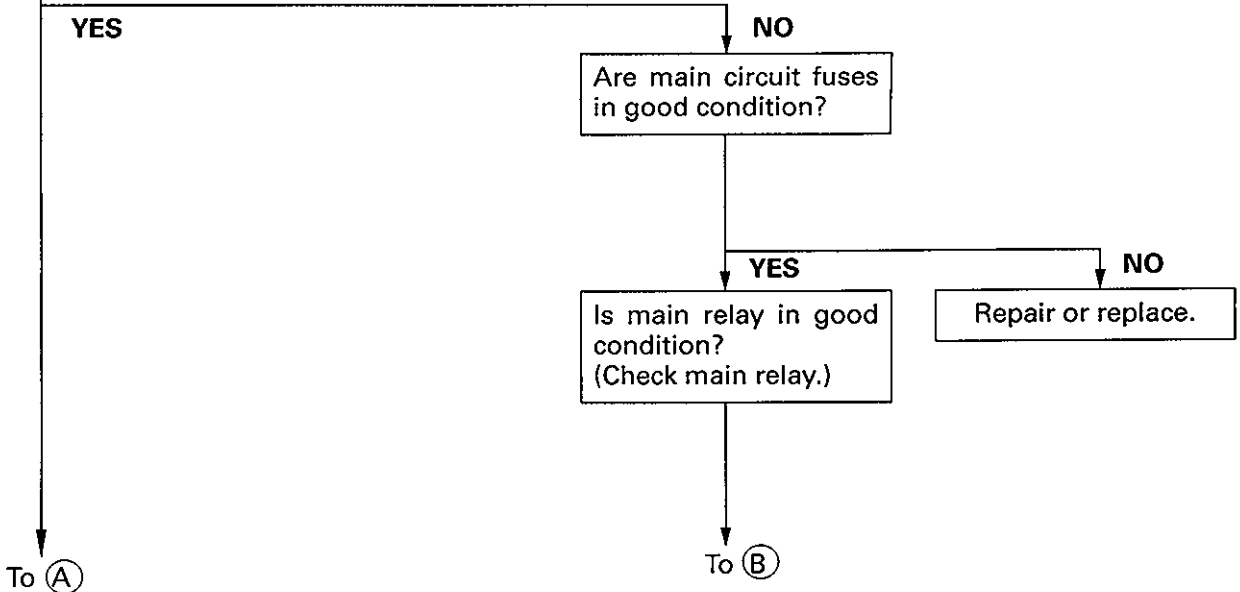 YES
NO
Are main circuit fuses
in good condition?
YES
NO
Is main relay in good
condition?
(Check main relay.)
Repair or replace.
To A
To B